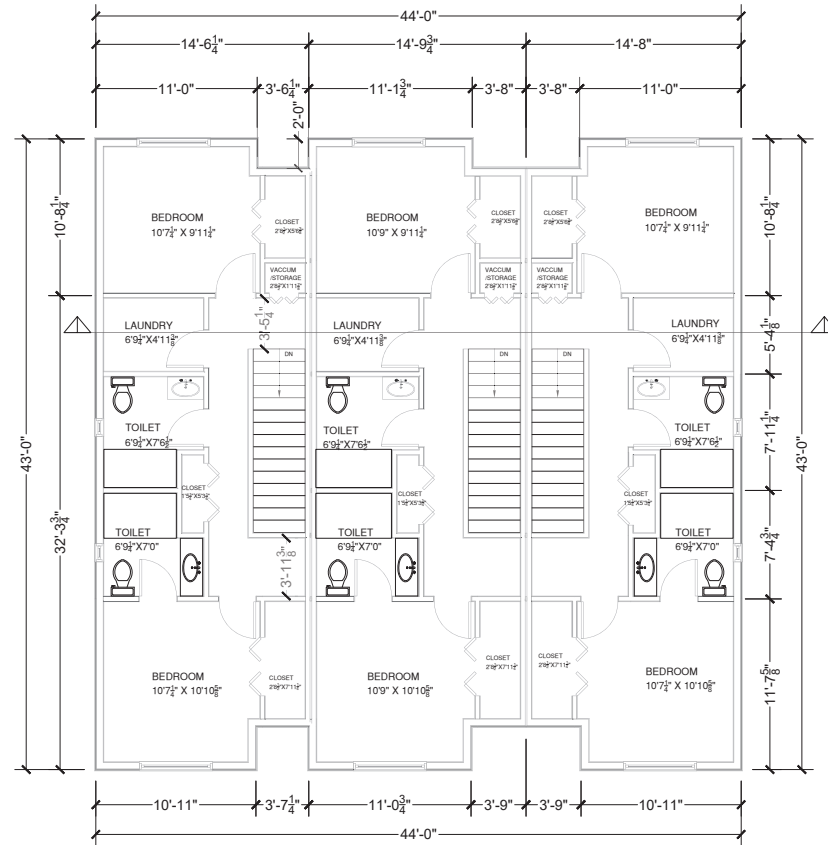 44'-0"
14'-6¼" 14'-9¾" 14'-8"
11'-0" 3'-6¼" 11'-1¾" 3'-8" 3'-8" 11'-0"
2'-0"
43'-0"
10'-8¼"
32'-3¾"
BEDROOM
10'7¼" X 9'11¼"
CLOSET
BEDROOM
10'9" X 9'11¼"
CLOSET
CLOSET
BEDROOM
10'7¼" X 9'11¼"
10'-8¼"
43'-0"
VACCUM
/STORAGE
VACCUM
/STORAGE
VACCUM
/STORAGE
LAUNDRY
6'9¼"X4'11⅜"
3'-5¼"
LAUNDRY
6'9¼"X4'11⅜"
LAUNDRY
6'9¼"X4'11⅜"
5'-4⅛"
DN
DN
DN
TOILET
6'9¼"X7'6½"
TOILET
6'9¼"X7'6½"
TOILET
6'9¼"X7'6½"
7'-11¼"
CLOSET
CLOSET
CLOSET
TOILET
6'9¼"X7'0"
3'-11⅜"
TOILET
6'9¼"X7'0"
TOILET
6'9¼"X7'0"
7'-4¾"
BEDROOM
10'7¼" X 10'10⅝"
CLOSET
BEDROOM
10'9" X 10'10⅝"
CLOSET
CLOSET
BEDROOM
10'7¼" X 10'10⅝"
11'-7⅝"
10'-11" 3'-7¼" 11'-0¾" 3'-9" 3'-9" 10'-11"
44'-0"